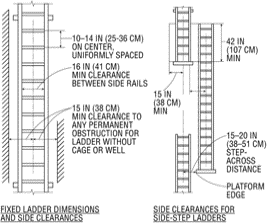 10–14 IN (25-36 CM)
ON CENTER,
UNIFORMLY SPACED
16 IN (41 CM)
MIN CLEARANCE
BETWEEN SIDE RAILS
15 IN (38 CM)
MIN CLEARANCE TO
ANY PERMANENT
OBSTRUCTION FOR
LADDER WITHOUT
CAGE OR WELL
FIXED LADDER DIMENSIONS
AND SIDE CLEARANCES
42 IN
(107 CM)
MIN
15 IN
(38 CM)
MIN
15–20 IN
(38–51 CM)
STEP-
ACROSS
DISTANCE
PLATFORM
EDGE
SIDE CLEARANCES FOR
SIDE-STEP LADDERS